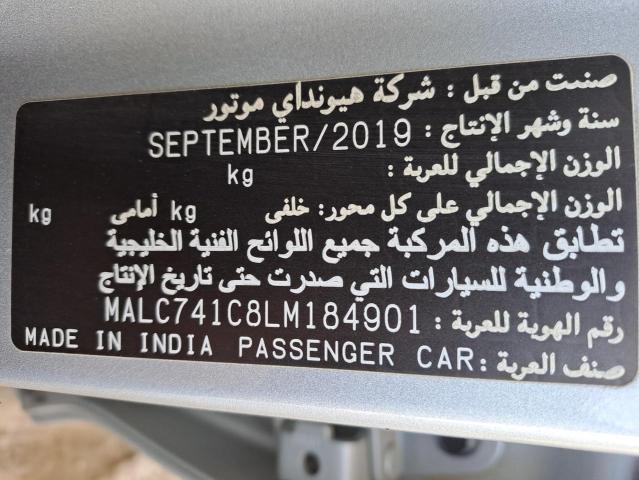 صنعت من قبل : شركة هيونداي موتور
سنة وشهر الإنتاج : SEPTEMBER/2019
الوزن الإجمالي للعربة : kg
الوزن الإجمالي على كل محور: خلفى kg أمامى kg
تطابق هذه المركبة جميع اللوائح الفنية الخليجية
والوطنية للسيارات التي صدرت حتى تاريخ الإنتاج
رقم الهوية للعربة : MALC741C8LM184901
صنف العربة: MADE IN INDIA PASSENGER CAR